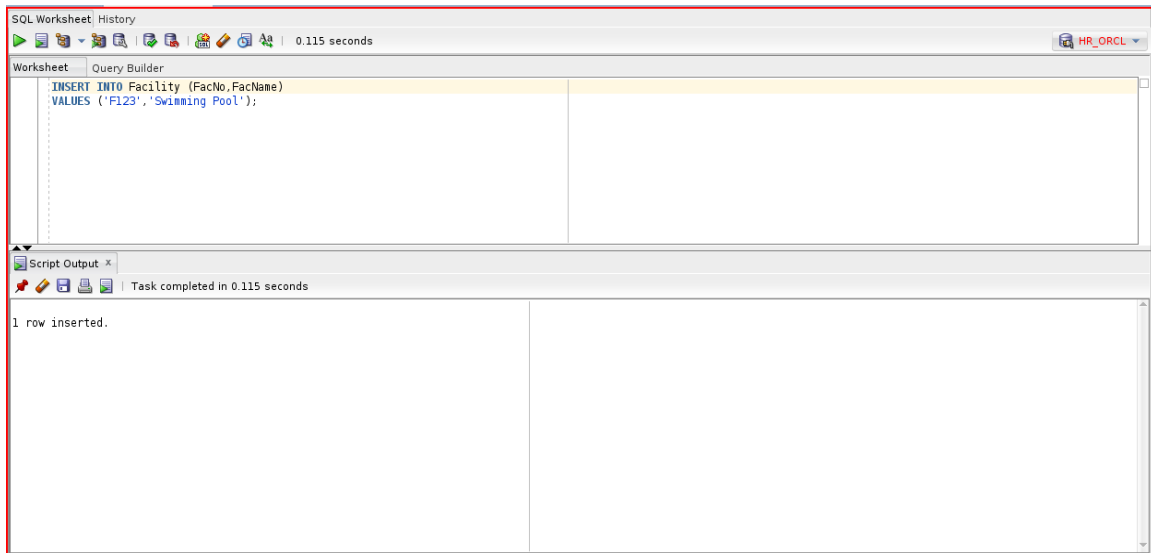 SQL Worksheet History
0.115 seconds
HR_ORCL
Worksheet Query Builder
INSERT INTO Facility (FacNo,FacName)
VALUES ('F123','Swimming Pool');
Script Output x
Task completed in 0.115 seconds
1 row inserted.